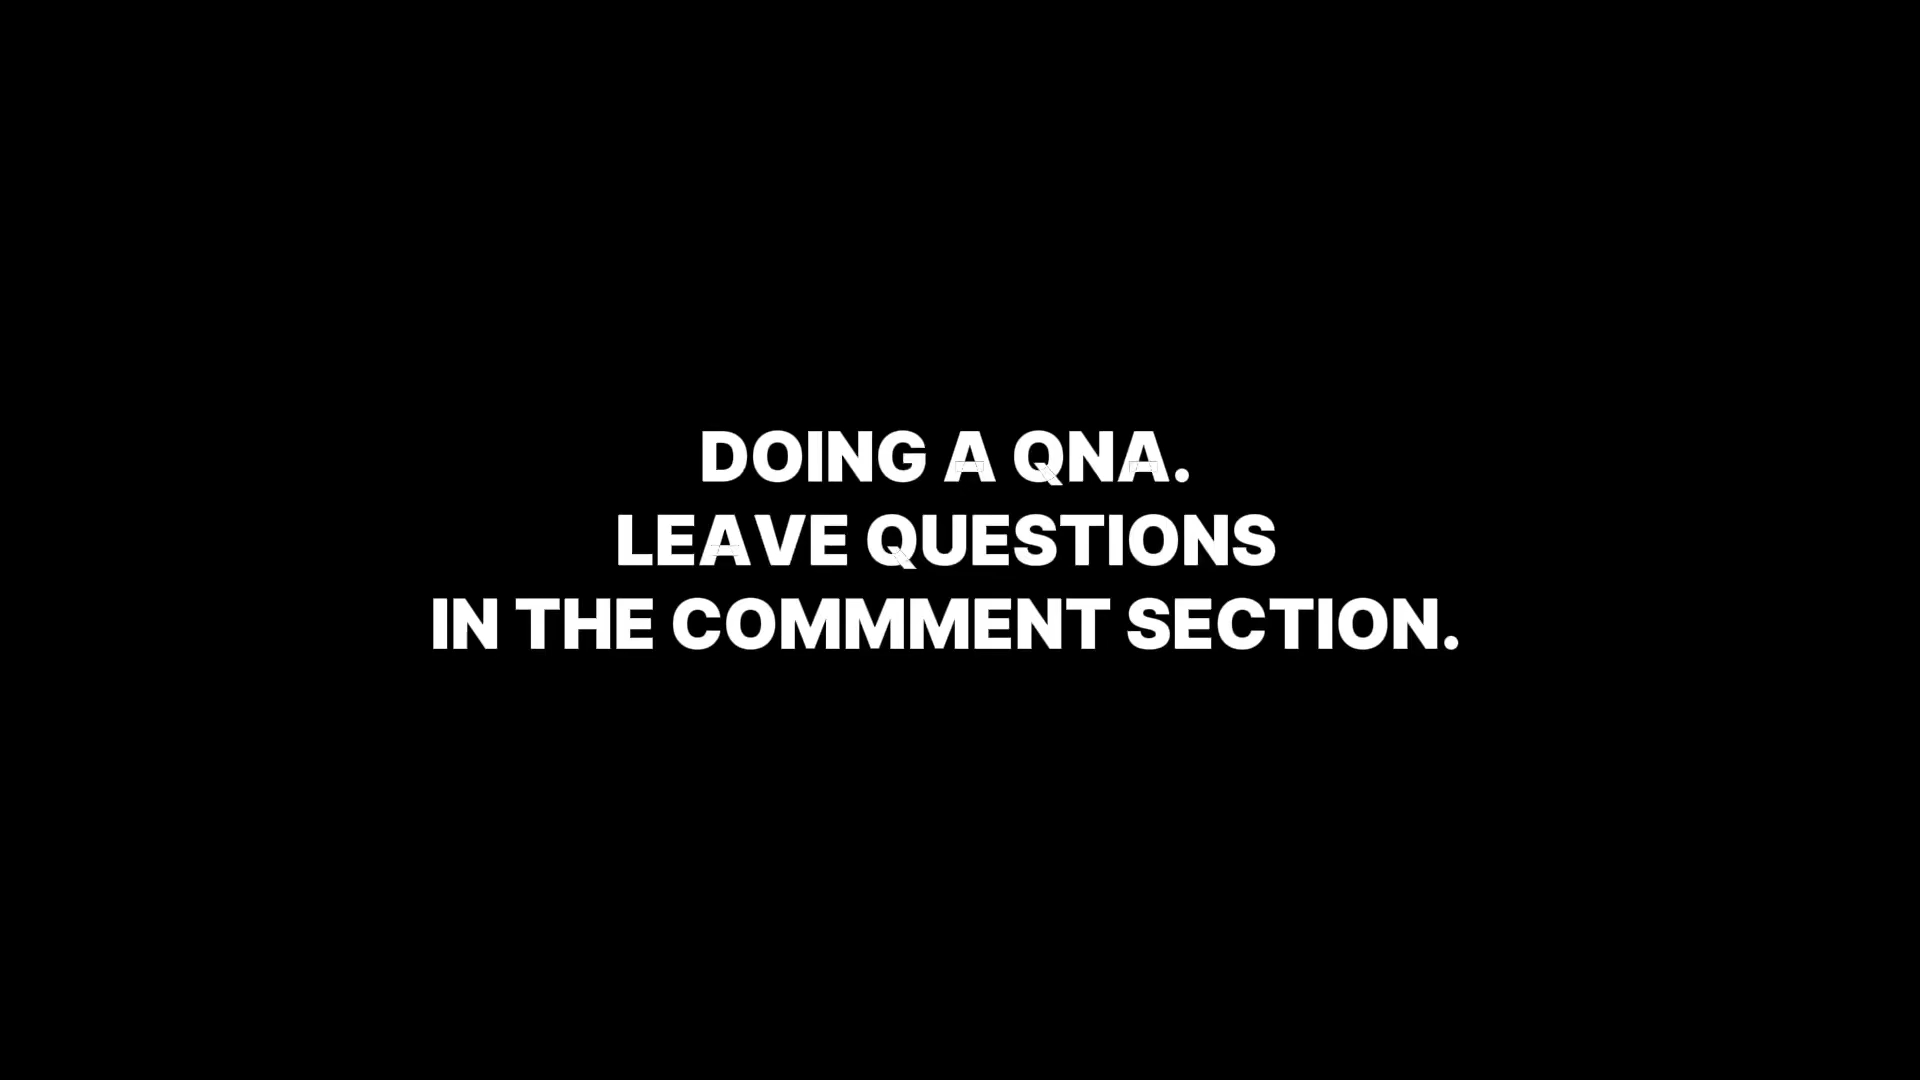 DOING A QNA.
LEAVE QUESTIONS
IN THE COMMMENT SECTION.